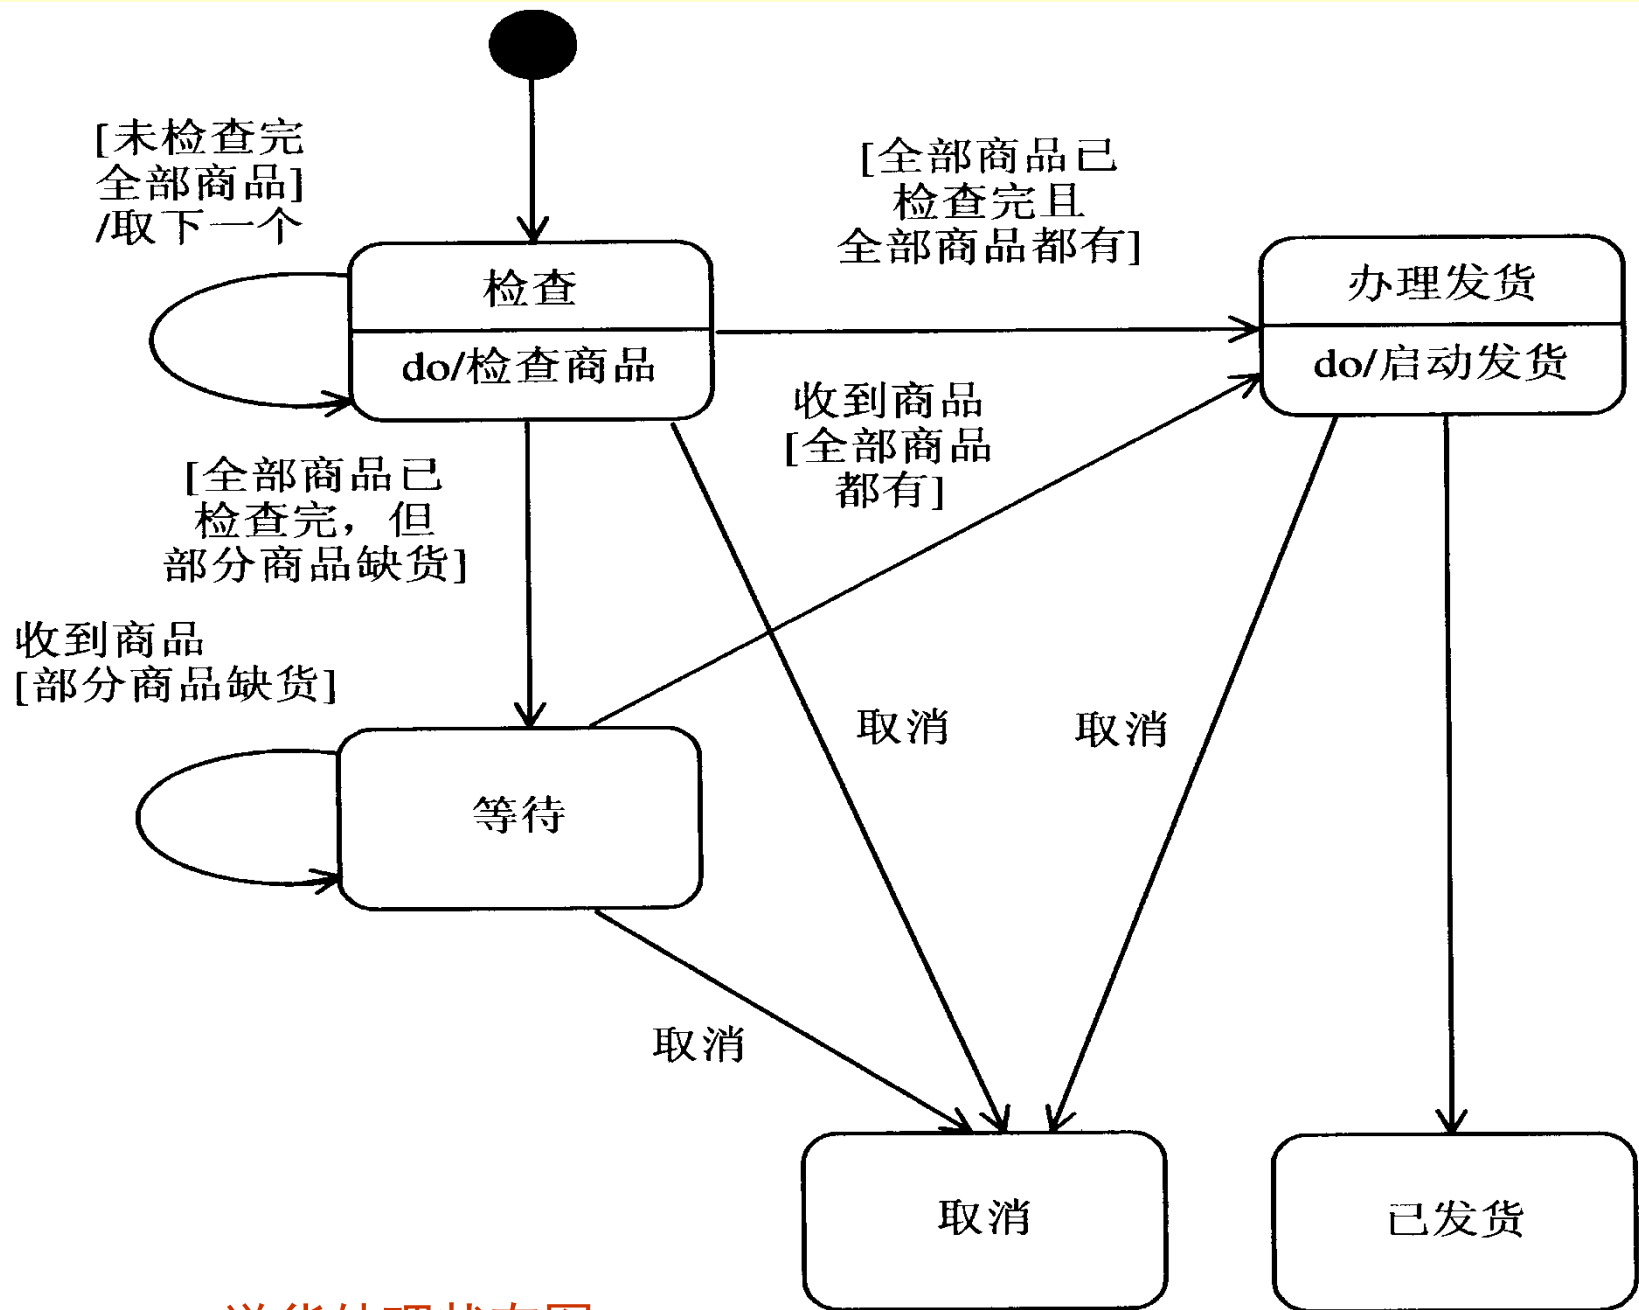 [未检查完
全部商品]
/取下一个
[全部商品已
检查完且
全部商品都有]
检查
do/检查商品
办理发货
do/启动发货
收到商品
[全部商品
都有]
[全部商品已
检查完，但
部分商品缺货]
收到商品
[部分商品缺货]
取消
取消
等待
取消
取消
已发货